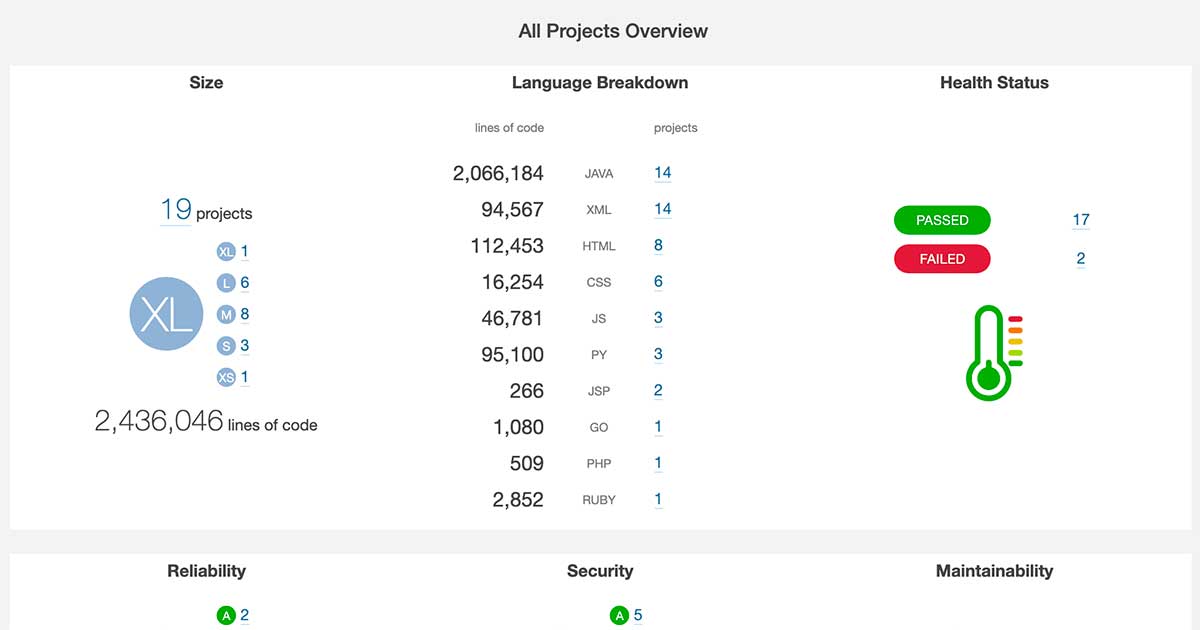 All Projects Overview
Size
19 projects
XL
XL 1
L 6
M 8
S 3
XS 1
2,436,046 lines of code
Language Breakdown
lines of code projects
2,066,184 JAVA 14
94,567 XML 14
112,453 HTML 8
16,254 CSS 6
46,781 JS 3
95,100 PY 3
266 JSP 2
1,080 GO 1
509 PHP 1
2,852 RUBY 1
Health Status
PASSED 17
FAILED 2
Reliability
A 2
Security
A 5
Maintainability